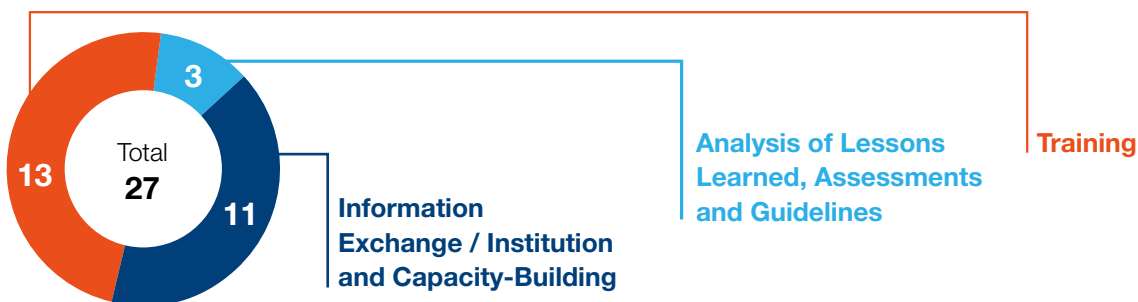 3
Total
27
13
11
Information
Exchange / Institution
and Capacity-Building
Analysis of Lessons
Learned, Assessments
and Guidelines
Training